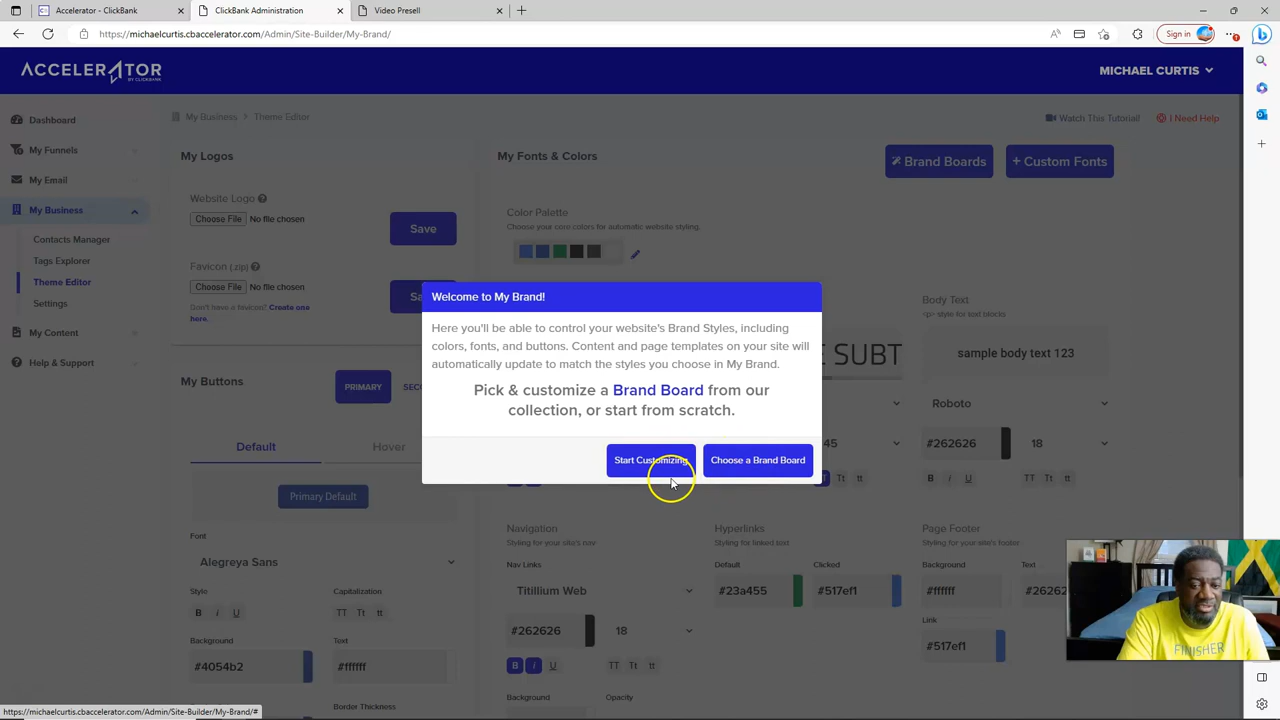 Accelerator - ClickBank
ClickBank Administration
Video Presell
https://michaelcurtis.cbaccelerator.com/Admin/Site-Builder/My-Brand/
Sign in
ACCELERATOR
BY CLICKBANK
MICHAEL CURTIS
Dashboard
My Funnels
My Email
My Business
Contacts Manager
Tags Explorer
Theme Editor
Settings
My Content
Help & Support
My Business > Theme Editor
Watch This Tutorial!
I Need Help
My Logos
Website Logo
Choose File No file chosen
Save
Favicon (.zip)
Choose File No file chosen
Sa
Don't have a favicon? Create one
here.
My Fonts & Colors
Brand Boards
+ Custom Fonts
Color Palette
Choose your core colors for automatic website styling.
Welcome to My Brand!
Here you'll be able to control your website's Brand Styles, including
colors, fonts, and buttons. Content and page templates on your site will
automatically update to match the styles you choose in My Brand.
Pick & customize a Brand Board from our
collection, or start from scratch.
Start Customizing
Choose a Brand Board
E SUBT
Body Text
<p> style for text blocks
sample body text 123
Roboto
45
#262626
18
Tt tt
B i U
TT Tt tt
My Buttons
PRIMARY
SEC
Default
Hover
Primary Default
Font
Alegreya Sans
Style
Capitalization
B i U
TT Tt tt
Background
Text
#4054b2
#ffffff
Border Thickness
Navigation
Styling for your site's nav
Nav Links
Titillium Web
#262626
18
B i U
TT Tt tt
Background
Opacity
Hyperlinks
Styling for linked text
Default
Clicked
#23a455
#517ef1
Page Footer
Styling for your site's footer
Background
Text
#ffffff
#26262
Link
#517ef1
FINISHER
https://michaelcurtis.cbaccelerator.com/Admin/Site-Builder/My-Brand/#